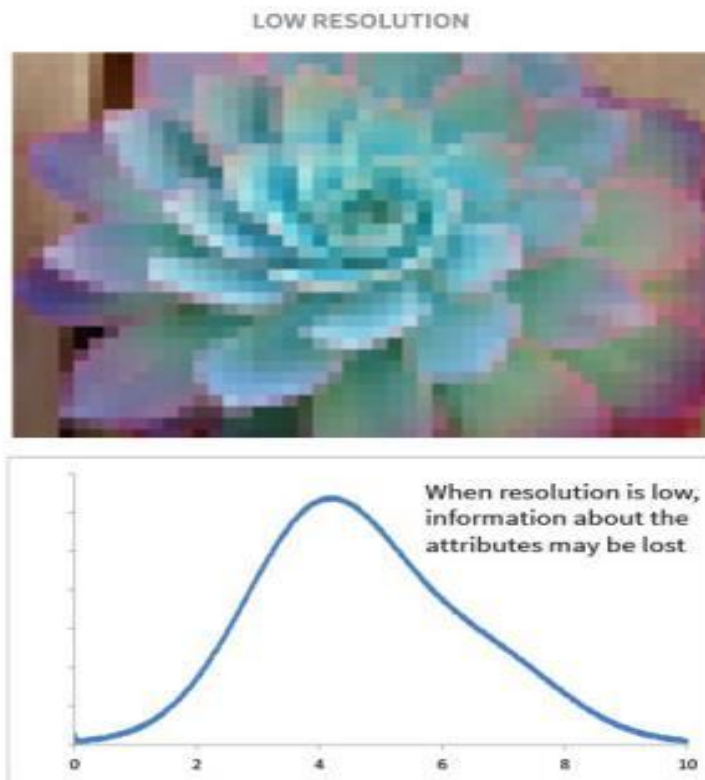 LOW RESOLUTION
When resolution is low,
information about the
attributes may be lost
0 2 4 6 8 10